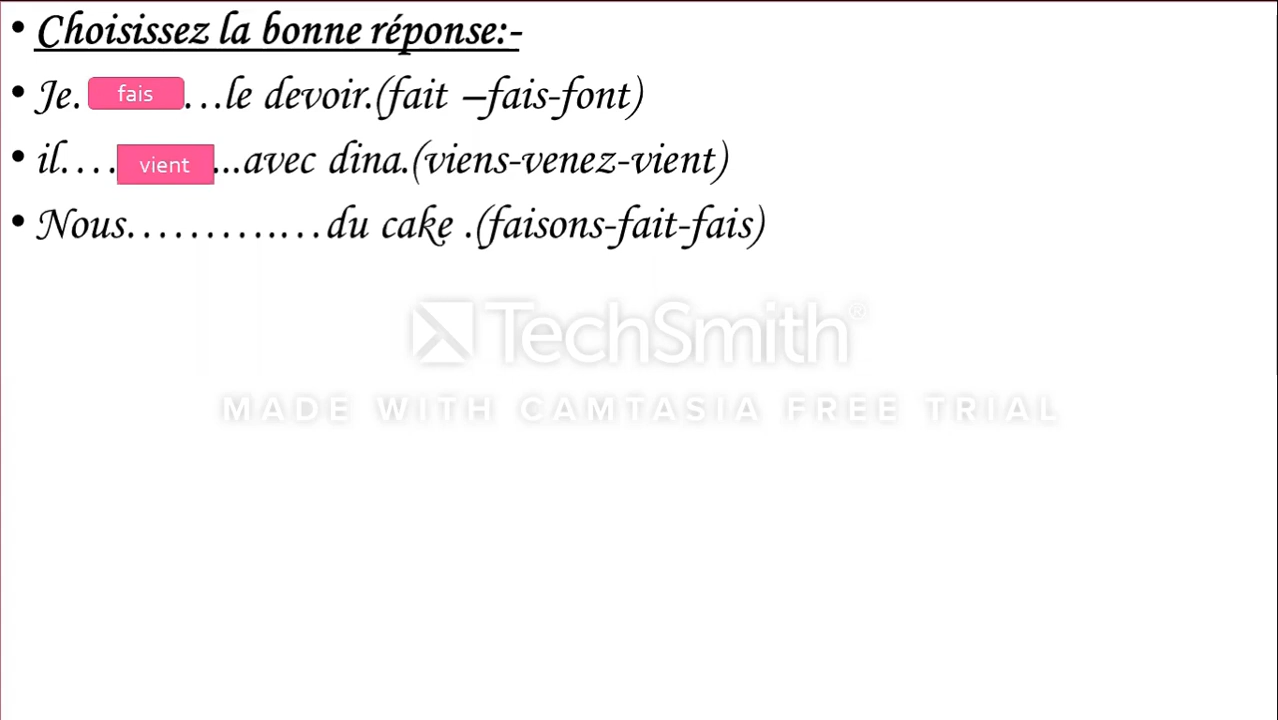 • Choisissez la bonne réponse:-
• Je. fais ...le devoir.(fait –fais-font)
• il.... vient ...avec dina.(viens-venez-vient)
• Nous.............du cake .(faisons-fait-fais)
TechSmith®
MADE WITH CAMTASIA FREE TRIAL